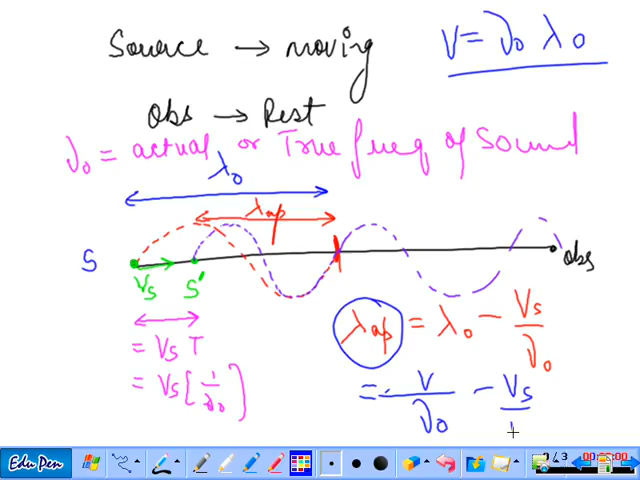 Source → moving
V = ν₀ λ₀
Obs → Rest
ν₀ = actual or True freq of Sound
λ₀
λap
S
Vs
S'
obs
= Vs T
= Vs [1/ν₀]
λap = λ₀ - Vs/ν₀
= V/ν₀ - Vs/
Edu Pen
/ 3